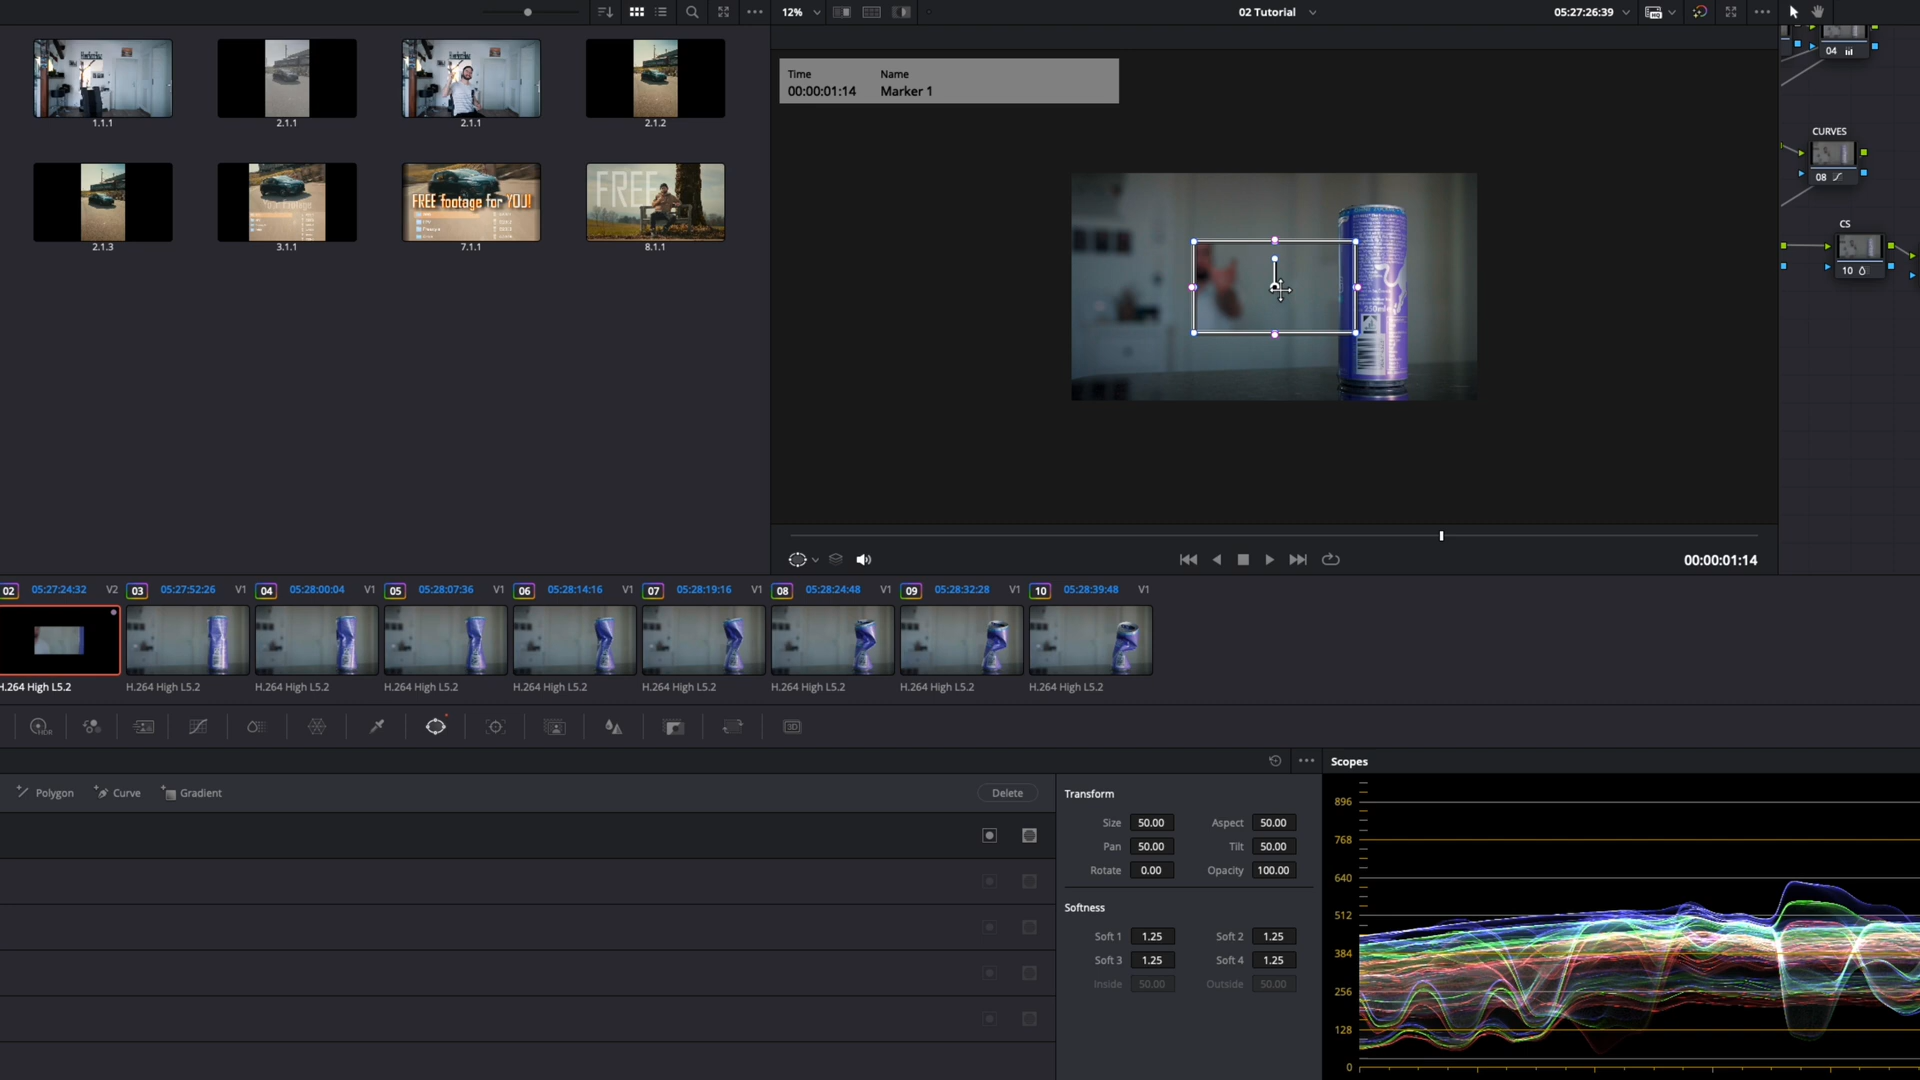 12%
02 Tutorial
05:27:26:39
1.1.1
2.1.1
2.1.1
2.1.2
2.1.3
3.1.1
FREE footage for YOU!
7.1.1
FREE
8.1.1
Time Name
00:00:01:14 Marker 1
250ml
04
CURVES
08
CS
10
00:00:01:14
02 05:27:24:32 V2
03 05:27:52:26 V1
04 05:28:00:04 V1
05 05:28:07:36 V1
06 05:28:14:16 V1
07 05:28:19:16 V1
08 05:28:24:48 V1
09 05:28:32:28 V1
10 05:28:39:48 V1
H.264 High L5.2
H.264 High L5.2
H.264 High L5.2
H.264 High L5.2
H.264 High L5.2
H.264 High L5.2
H.264 High L5.2
H.264 High L5.2
H.264 High L5.2
HDR
3D
Polygon Curve Gradient Delete
Transform
Size 50.00 Aspect 50.00
Pan 50.00 Tilt 50.00
Rotate 0.00 Opacity 100.00
Softness
Soft 1 1.25 Soft 2 1.25
Soft 3 1.25 Soft 4 1.25
Inside 50.00 Outside 50.00
Scopes
896
768
640
512
384
256
128
0